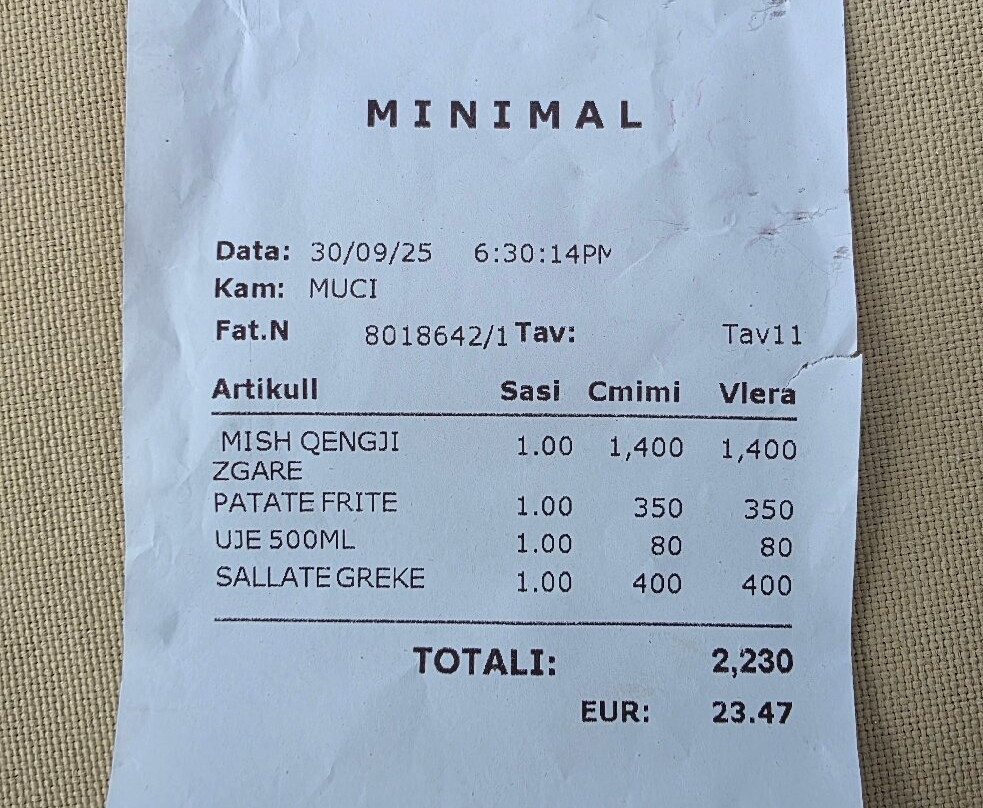 MINIMAL
Data: 30/09/25 6:30:14PM
Kam: MUCI
Fat.N 8018642/1 Tav: Tav11
Artikull Sasi Cmimi Vlera
MISH QENGJI 1.00 1,400 1,400
ZGARE
PATATE FRITE 1.00 350 350
UJE 500ML 1.00 80 80
SALLATE GREKE 1.00 400 400
TOTALI: 2,230
EUR: 23.47